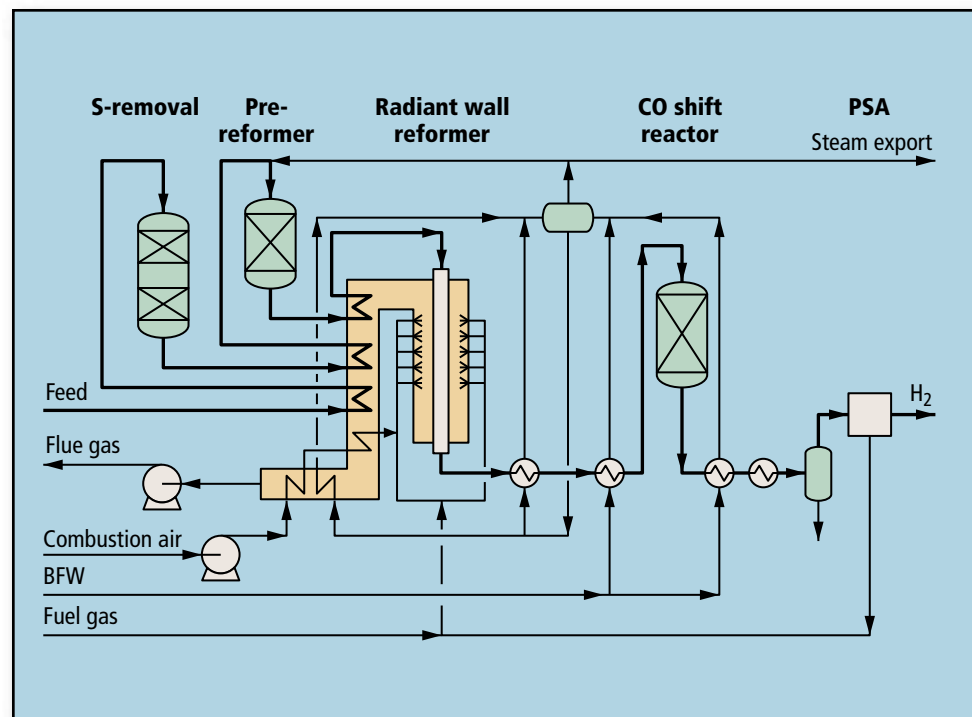 S-removal
Pre-
reformer
Radiant wall
reformer
CO shift
reactor
PSA
Steam export
Feed
H2
Flue gas
Combustion air
BFW
Fuel gas